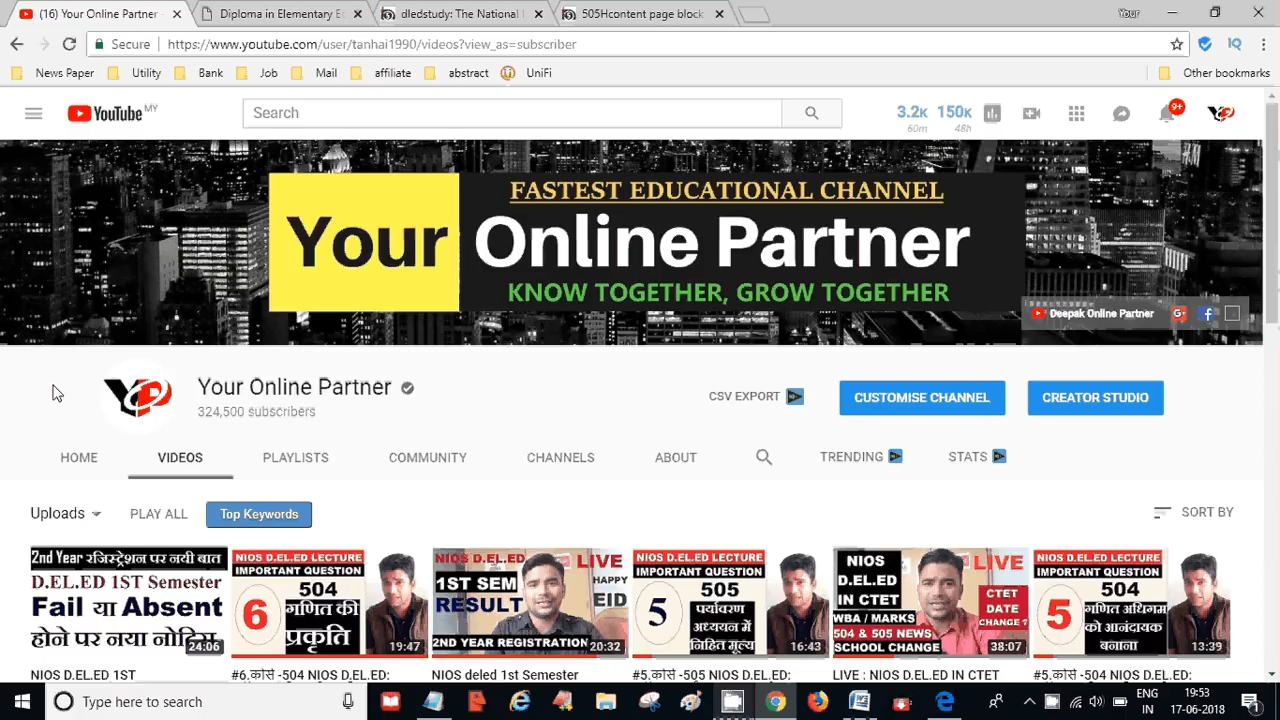 (16) Your Online Partner -
Diploma in Elementary E
dledstudy: The National
505Hcontent page block
Your
Secure
https://www.youtube.com/user/tanhai1990/videos?view_as=subscriber
News Paper
Utility
Bank
Job
Mail
affiliate
abstract
UniFi
Other bookmarks
YouTube MY
Search
3.2K 150K
60m 48h
9+
FASTEST EDUCATIONAL CHANNEL
Your Online Partner
KNOW TOGETHER, GROW TOGETHER
Deepak Online Partner
Your Online Partner
324,500 subscribers
CSV EXPORT
CUSTOMISE CHANNEL
CREATOR STUDIO
HOME
VIDEOS
PLAYLISTS
COMMUNITY
CHANNELS
ABOUT
TRENDING
STATS
Uploads
PLAY ALL
Top Keywords
SORT BY
2nd Year रजिस्ट्रेशन पर नयी बात
D.EL.ED 1ST Semester
Fail या Absent
होने पर नया नोटिस
24:06
NIOS D.EL.ED LECTURE
IMPORTANT QUESTION
504
6
गणित की
प्रकृति
19:47
NIOS D.EL.ED
LIVE
1ST SEM
RESULT
HAPPY
EID
2ND YEAR REGISTRATION
20:32
NIOS D.EL.ED LECTURE
IMPORTANT QUESTION
505
5
पर्यावरण
अध्ययन में
निहित मूल्य
16:43
NIOS
D.EL.ED
IN CTET
LIVE
WBA / MARKS
504 & 505 NEWS
SCHOOL CHANGE
CTET
DATE
CHANGE ?
38:07
NIOS D.EL.ED LECTURE
IMPORTANT QUESTION
504
5
गणित अधिगम
को आनंदायक
बनाना
13:39
NIOS D.EL.ED 1ST
#6.कोर्स -504 NIOS D.EL.ED:
NIOS deled 1st Semester
#5.कोर्स -505 NIOS D.EL.ED:
LIVE : NIOS D.EL.ED IN CTET
#5.कोर्स -504 NIOS D.EL.ED:
Type here to search
ENG
IN
19:53
17-06-2018
1